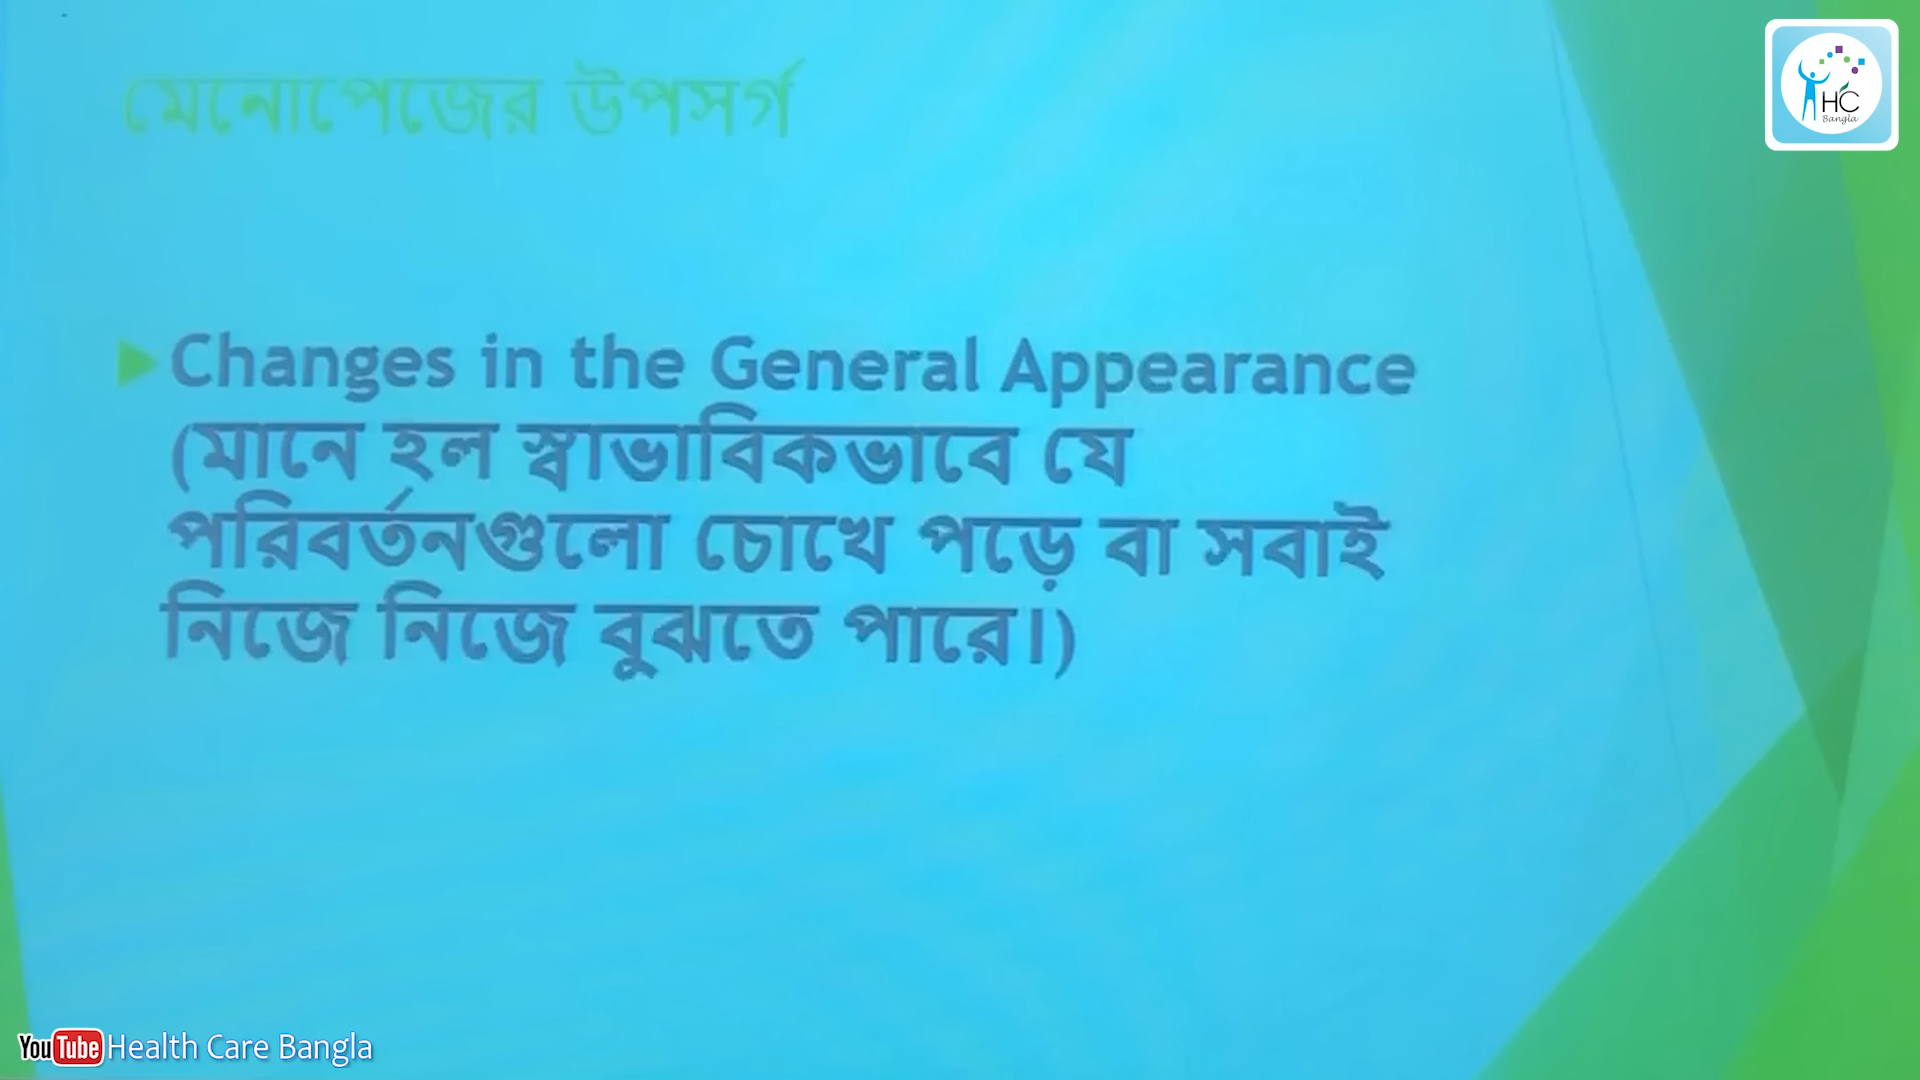 মেনোপেজের উপসর্গ
HC
Bangla
Changes in the General Appearance
(মানে হল স্বাভাবিকভাবে যে
পরিবর্তনগুলো চোখে পড়ে বা সবাই
নিজে নিজে বুঝতে পারে।)
YouTube Health Care Bangla